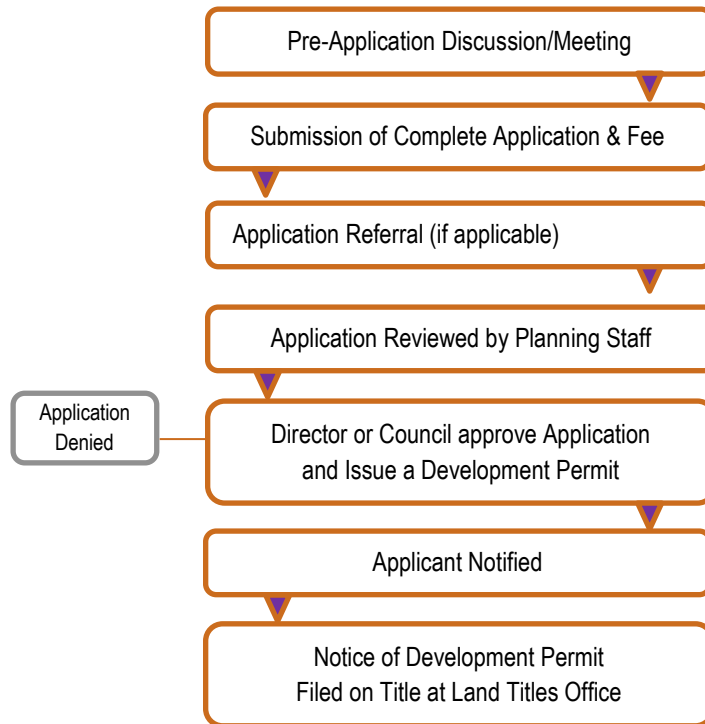 Pre-Application Discussion/Meeting
Submission of Complete Application & Fee
Application Referral (if applicable)
Application Reviewed by Planning Staff
Application
Denied
Director or Council approve Application
and Issue a Development Permit
Applicant Notified
Notice of Development Permit
Filed on Title at Land Titles Office